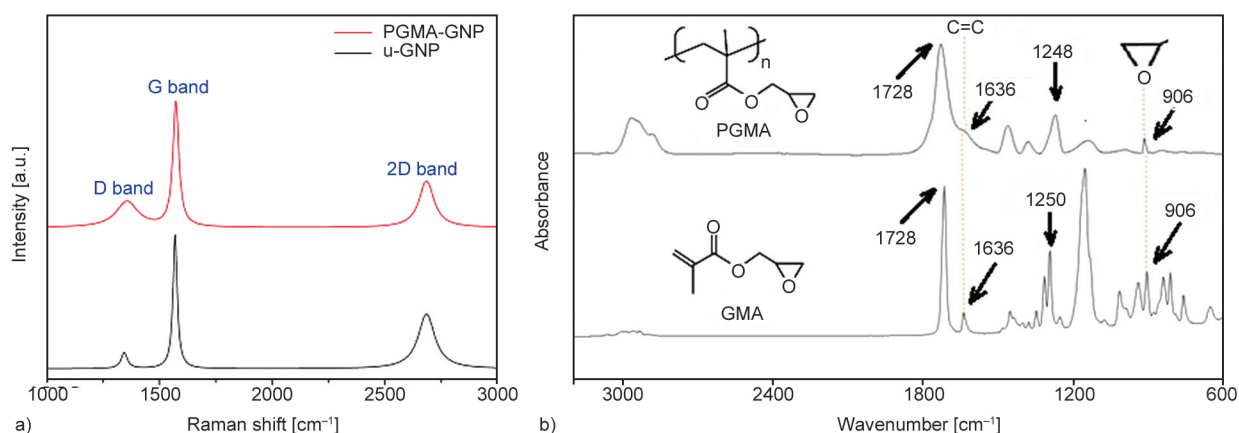 PGMA-GNP
u-GNP
G band
D band
2D band
Intensity [a.u.]
1500
2000
2500
3000
a)
Raman shift [cm⁻¹]
C=C
n
O
O
O
PGMA
1728
1636
1248
O
906
Absorbance
O
O
O
GMA
1728
1636
1250
906
3000
2400
1800
1200
600
b)
Wavenumber [cm⁻¹]